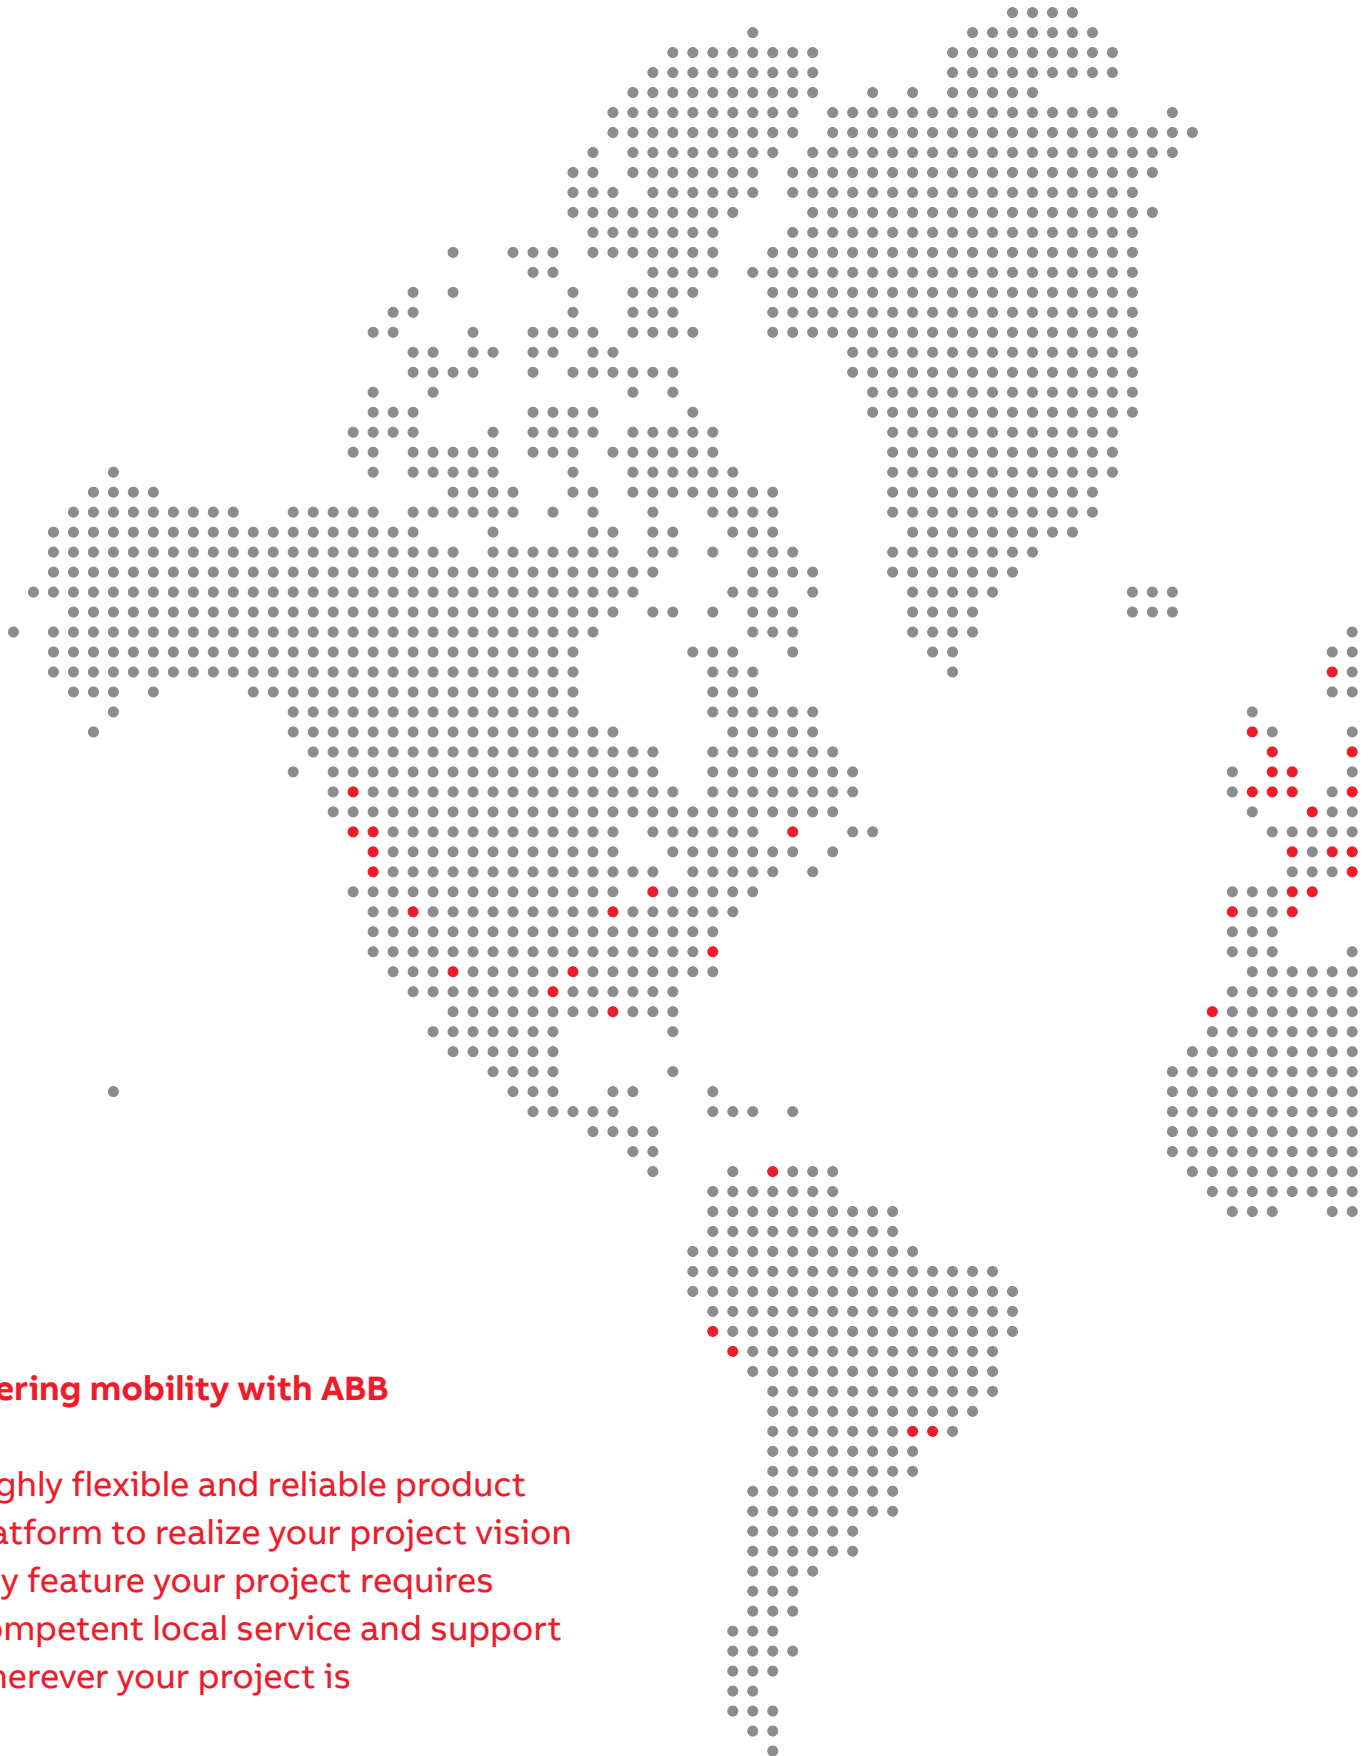 ering mobility with ABB
ghly flexible and reliable product
atform to realize your project vision
y feature your project requires
ompetent local service and support
herever your project is